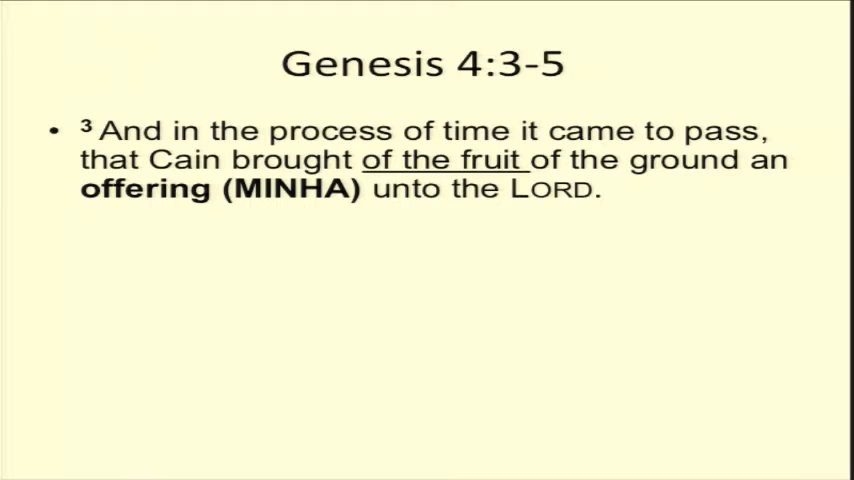 Genesis 4:3-5
• ³ And in the process of time it came to pass,
that Cain brought of the fruit of the ground an
offering (MINHA) unto the LORD.